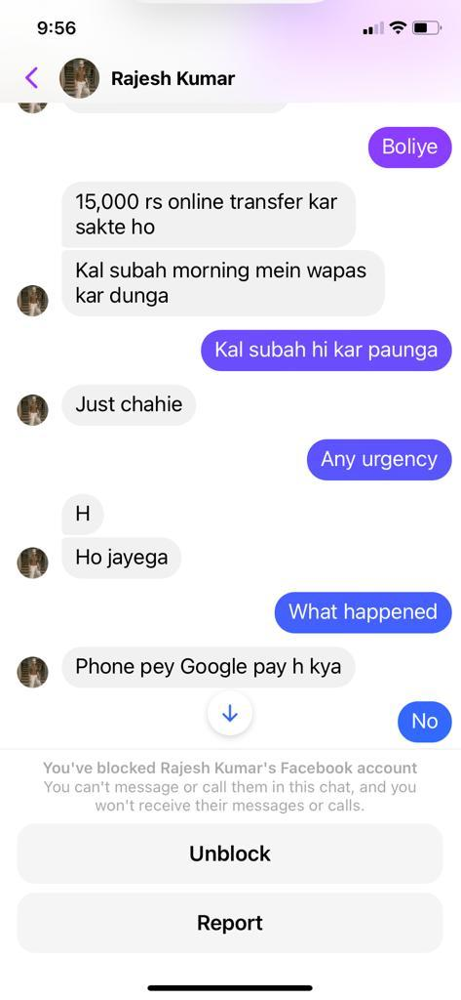 9:56
Rajesh Kumar
Boliye
15,000 rs online transfer kar
sakte ho
Kal subah morning mein wapas
kar dunga
Kal subah hi kar paunga
Just chahie
Any urgency
H
Ho jayega
What happened
Phone pey Google pay h kya
No
You've blocked Rajesh Kumar's Facebook account
You can't message or call them in this chat, and you
won't receive their messages or calls.
Unblock
Report